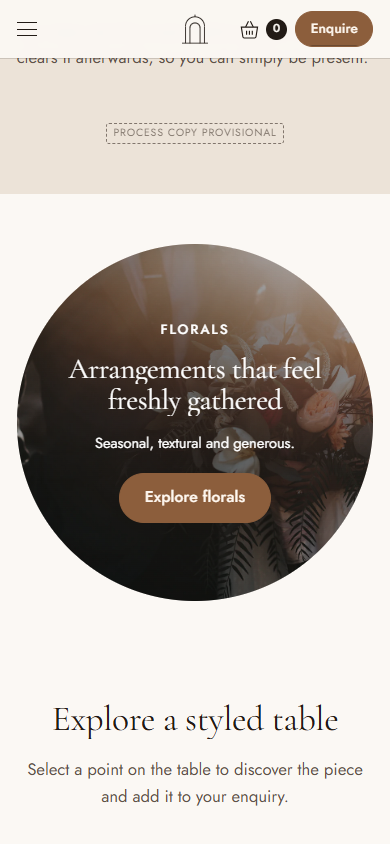 0
Enquire
clears it afterwards, so you can simply be present.
PROCESS COPY PROVISIONAL
FLORALS
Arrangements that feel
freshly gathered
Seasonal, textural and generous.
Explore florals
Explore a styled table
Select a point on the table to discover the piece
and add it to your enquiry.